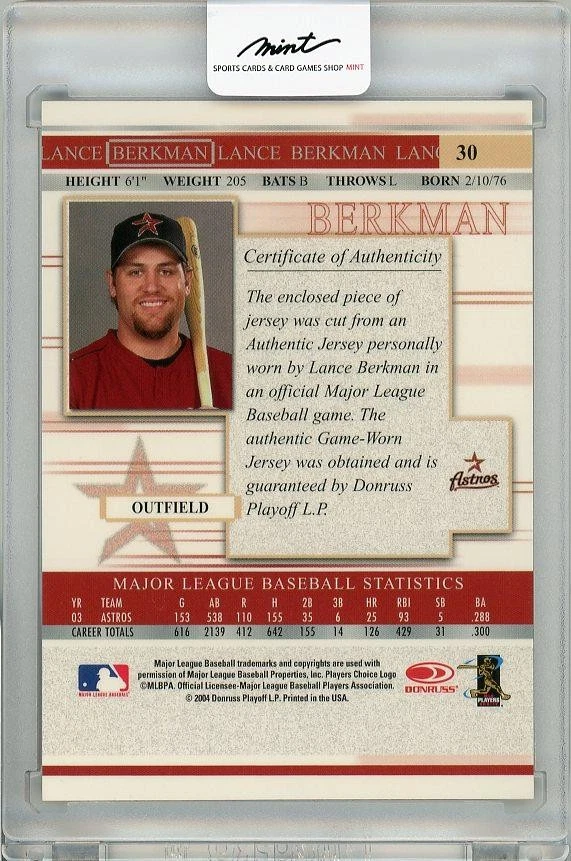 mint
SPORTS CARDS & CARD GAMES SHOP MINT
LANCE BERKMAN LANCE BERKMAN LANC 30
HEIGHT 6'1" WEIGHT 205 BATS B THROWS L BORN 2/10/76
BERKMAN
Certificate of Authenticity
The enclosed piece of
jersey was cut from an
Authentic Jersey personally
worn by Lance Berkman in
an official Major League
Baseball game. The
authentic Game-Worn
Jersey was obtained and is
guaranteed by Donruss
Playoff L.P.
Astros
OUTFIELD
MAJOR LEAGUE BASEBALL STATISTICS
YR TEAM G AB R H 2B 3B HR RBI SB BA
03 ASTROS 153 538 110 155 35 6 25 93 5 .288
CAREER TOTALS 616 2139 412 642 155 14 126 429 31 .300
Major League Baseball trademarks and copyrights are used with
permission of Major League Baseball Properties, Inc. Players Choice Logo
©MLBPA. Official Licensee-Major League Baseball Players Association.
© 2004 Donruss Playoff L.P. Printed in the USA.
MAJOR LEAGUE BASEBALL
DONRUSS
PLAYERS